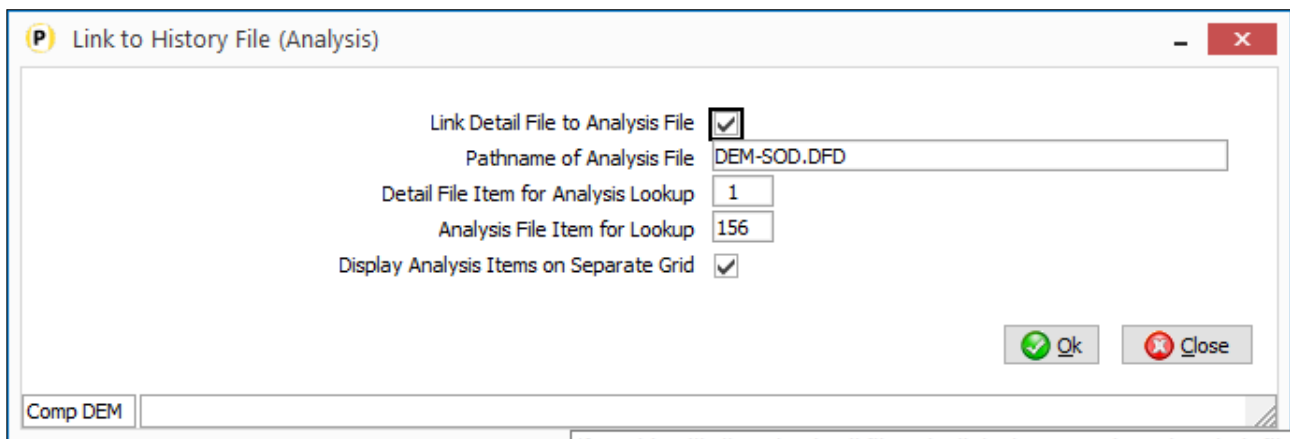 P Link to History File (Analysis)
Link Detail File to Analysis File
Pathname of Analysis File DEM-SOD.DFD
Detail File Item for Analysis Lookup 1
Analysis File Item for Lookup 156
Display Analysis Items on Separate Grid
Ok Close
Comp DEM